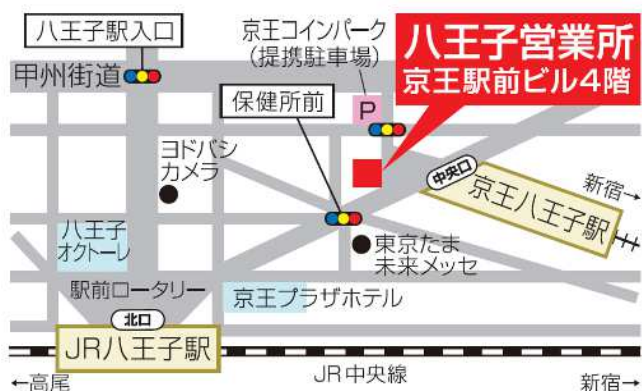 八王子駅入口
京王コインパーク
(提携駐車場)
八王子営業所
京王駅前ビル4階
甲州街道
P
保健所前
ヨドバシ
カメラ
中央口
京王八王子駅
新宿→
八王子
オクトーレ
東京たま
未来メッセ
駅前ロータリー
京王プラザホテル
北口
JR八王子駅
←高尾
JR中央線
新宿→